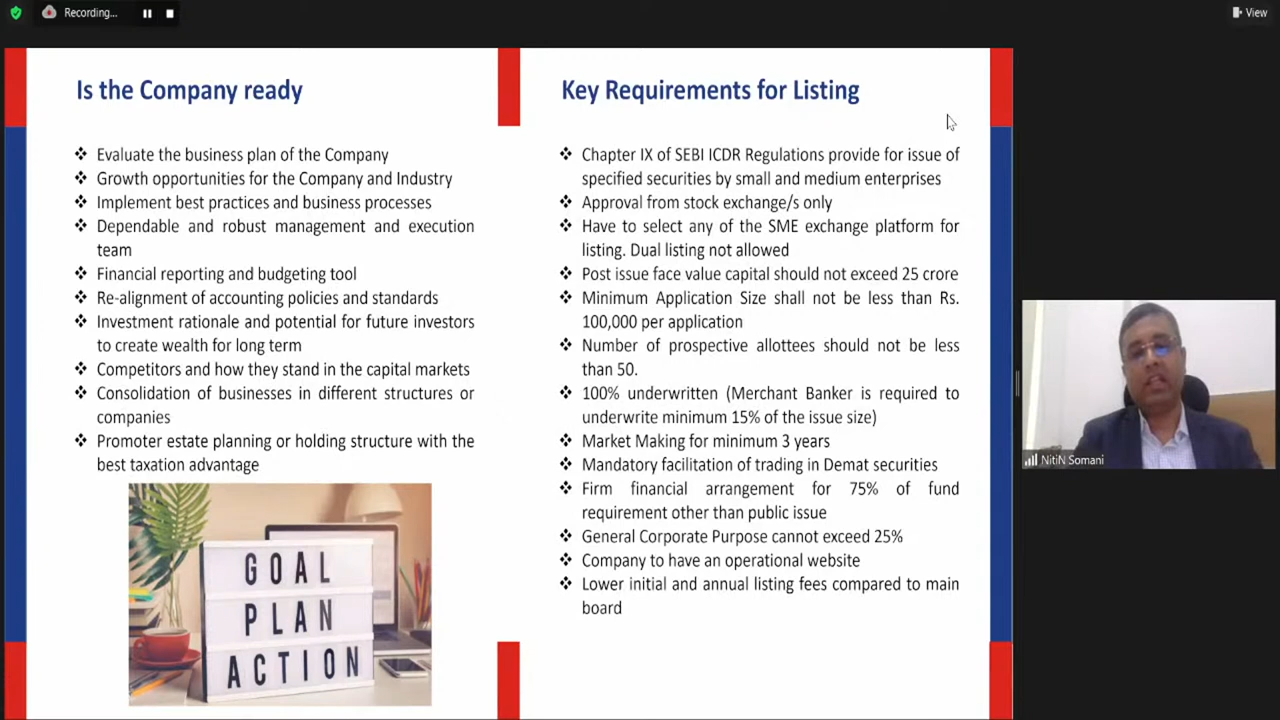 Recording...
View
Is the Company ready
❖ Evaluate the business plan of the Company
❖ Growth opportunities for the Company and Industry
❖ Implement best practices and business processes
❖ Dependable and robust management and execution
team
❖ Financial reporting and budgeting tool
❖ Re-alignment of accounting policies and standards
❖ Investment rationale and potential for future investors
to create wealth for long term
❖ Competitors and how they stand in the capital markets
❖ Consolidation of businesses in different structures or
companies
❖ Promoter estate planning or holding structure with the
best taxation advantage
GOAL
PLAN
ACTION
Key Requirements for Listing
❖ Chapter IX of SEBI ICDR Regulations provide for issue of
specified securities by small and medium enterprises
❖ Approval from stock exchange/s only
❖ Have to select any of the SME exchange platform for
listing. Dual listing not allowed
❖ Post issue face value capital should not exceed 25 crore
❖ Minimum Application Size shall not be less than Rs.
100,000 per application
❖ Number of prospective allottees should not be less
than 50.
❖ 100% underwritten (Merchant Banker is required to
underwrite minimum 15% of the issue size)
❖ Market Making for minimum 3 years
❖ Mandatory facilitation of trading in Demat securities
❖ Firm financial arrangement for 75% of fund
requirement other than public issue
❖ General Corporate Purpose cannot exceed 25%
❖ Company to have an operational website
❖ Lower initial and annual listing fees compared to main
board
NitiN Somani